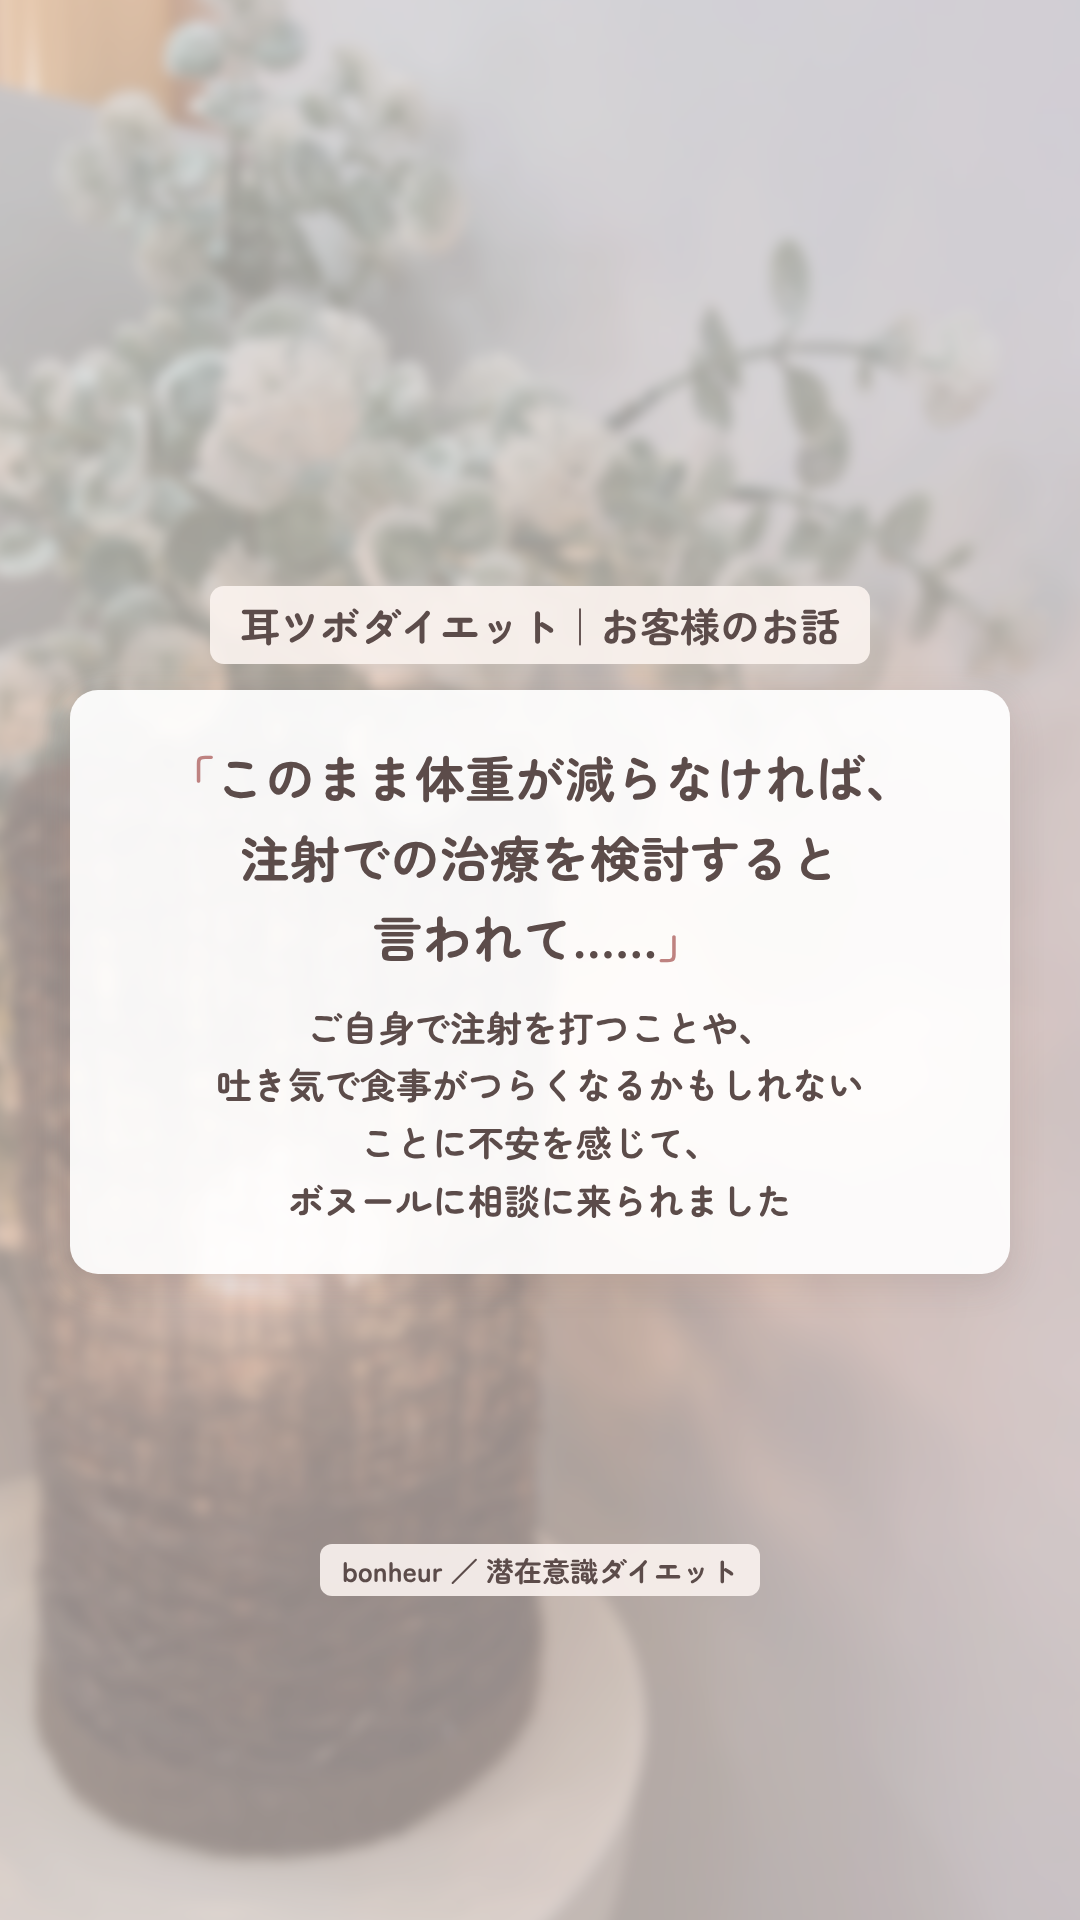 耳ツボダイエット｜お客様のお話
「このまま体重が減らなければ、
注射での治療を検討すると
言われて……」
ご自身で注射を打つことや、
吐き気で食事がつらくなるかもしれない
ことに不安を感じて、
ボヌールに相談に来られました
bonheur ／ 潜在意識ダイエット